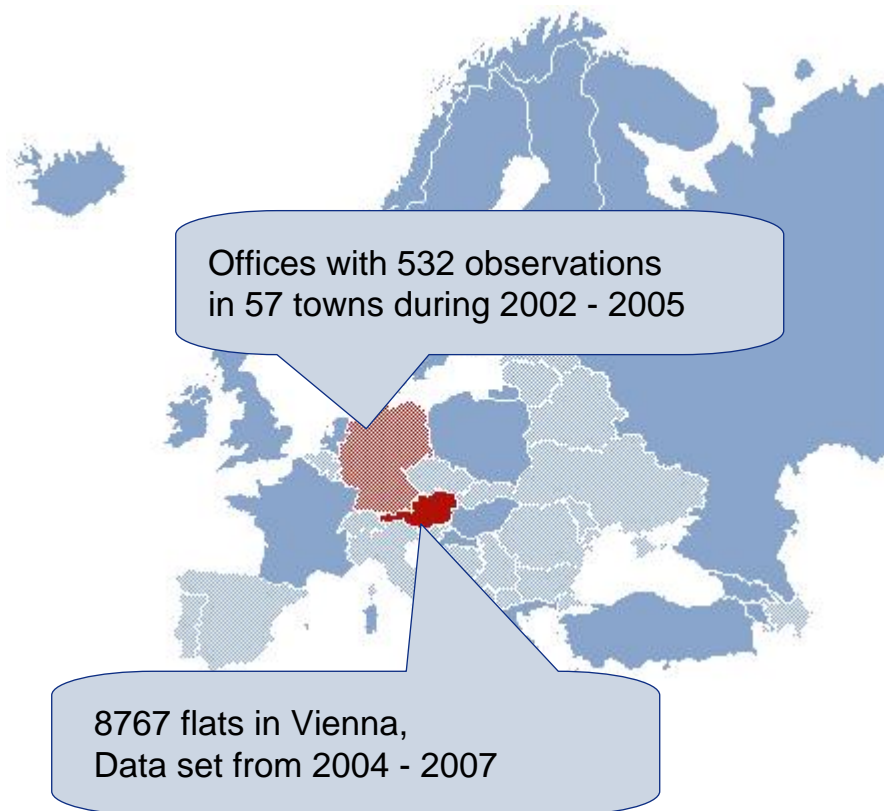 Offices with 532 observations
in 57 towns during 2002 - 2005
8767 flats in Vienna,
Data set from 2004 - 2007